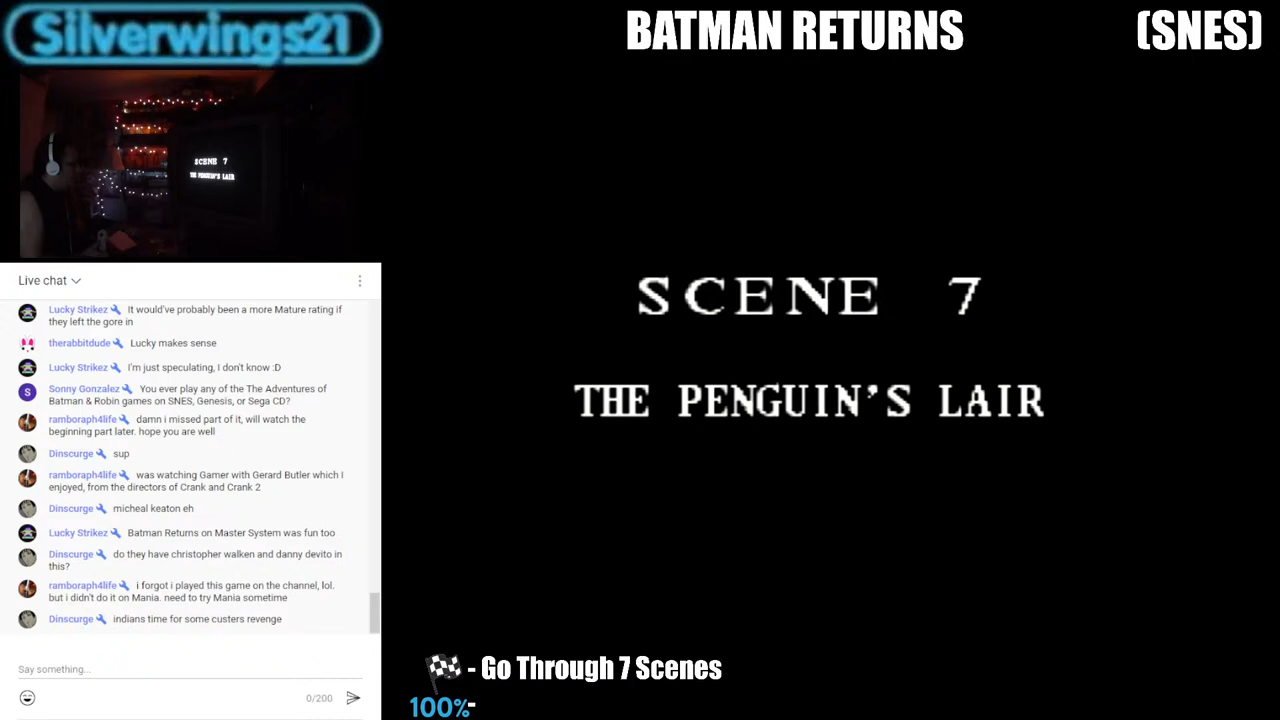 Silverwings21
BATMAN RETURNS
(SNES)
SCENE 7
THE PENGUIN'S LAIR
Live chat
Lucky Strikez It would've probably been a more Mature rating if
they left the gore in
therabbitdude Lucky makes sense
Lucky Strikez I'm just speculating, I don't know :D
S
Sonny Gonzalez You ever play any of the The Adventures of
Batman & Robin games on SNES, Genesis, or Sega CD?
ramboraph4life damn i missed part of it, will watch the
beginning part later. hope you are well
Dinscurge sup
ramboraph4life was watching Gamer with Gerard Butler which I
enjoyed, from the directors of Crank and Crank 2
Dinscurge micheal keaton eh
Lucky Strikez Batman Returns on Master System was fun too
Dinscurge do they have christopher walken and danny devito in
this?
ramboraph4life i forgot i played this game on the channel, lol.
but i didn't do it on Mania. need to try Mania sometime
Dinscurge indians time for some custers revenge
Say something...
0/200
SCENE 7
THE PENGUIN'S LAIR
- Go Through 7 Scenes
100%-